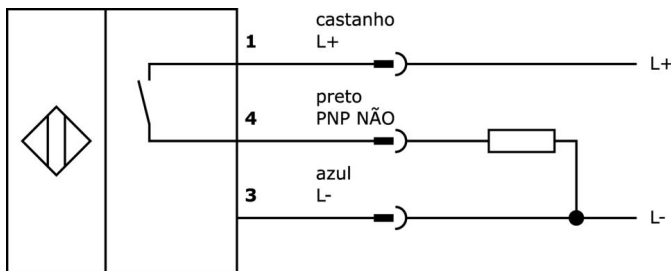 castanho
1 L+ L+
preto
4 PNP NÃO
azul
3 L- L-